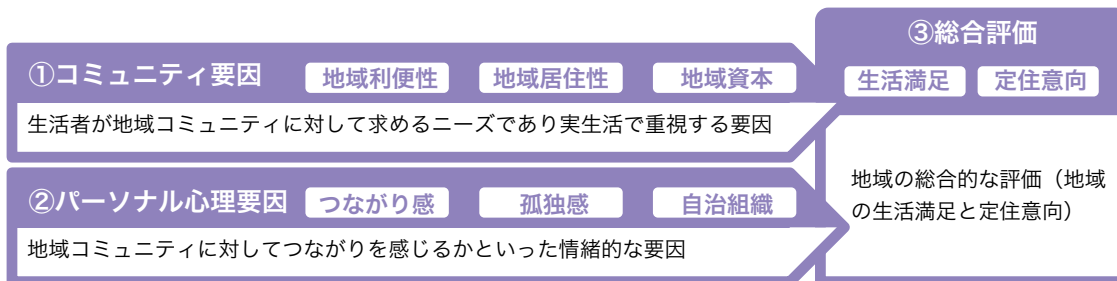 ①コミュニティ要因 地域利便性 地域居住性 地域資本
生活者が地域コミュニティに対して求めるニーズであり実生活で重視する要因
②パーソナル心理要因 つながり感 孤独感 自治組織
地域コミュニティに対してつながりを感じるかといった情緒的な要因
③総合評価
生活満足 定住意向
地域の総合的な評価（地域
の生活満足と定住意向）